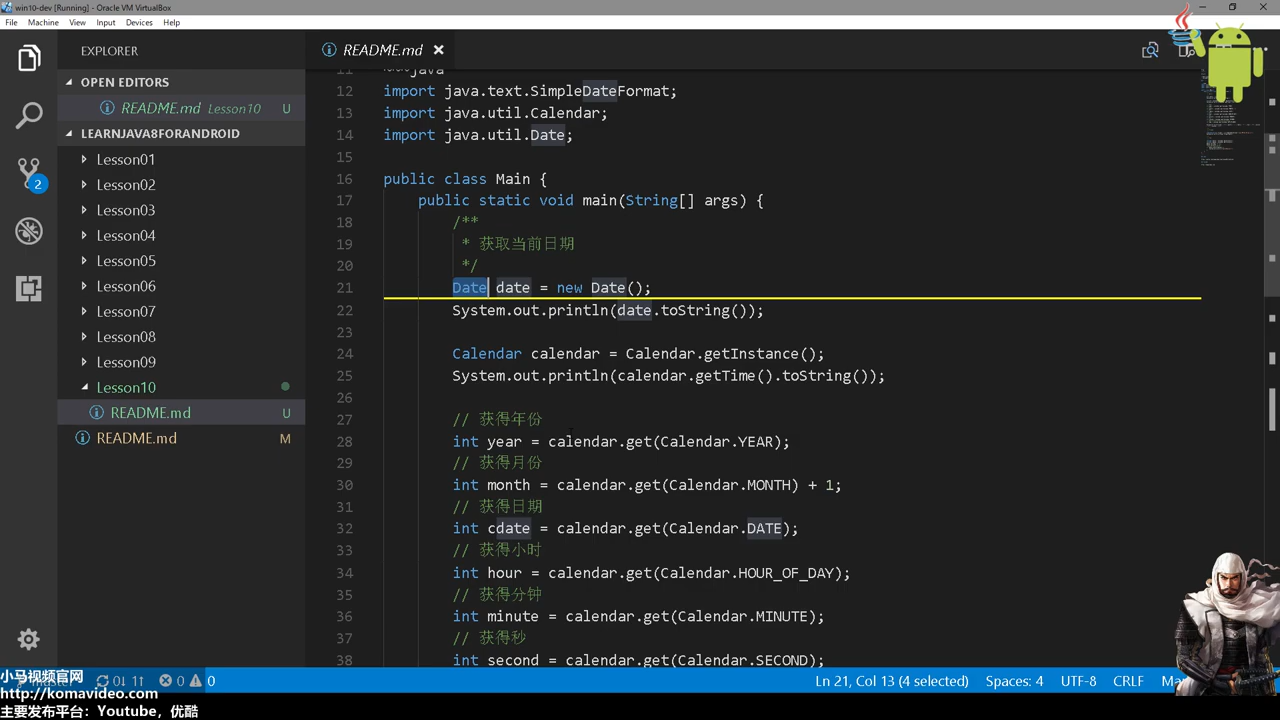 win10-dev [Running] - Oracle VM VirtualBox
File Machine View Input Devices Help
EXPLORER
README.md
OPEN EDITORS
README.md Lesson10 U
LEARNJAVA8FORANDROID
Lesson01
Lesson02
Lesson03
Lesson04
Lesson05
Lesson06
Lesson07
Lesson08
Lesson09
Lesson10
README.md U
README.md M
2
11 ~~~java
12 import java.text.SimpleDateFormat;
13 import java.util.Calendar;
14 import java.util.Date;
15
16 public class Main {
17 public static void main(String[] args) {
18 /**
19 * 获取当前日期
20 */
21 Date date = new Date();
22 System.out.println(date.toString());
23
24 Calendar calendar = Calendar.getInstance();
25 System.out.println(calendar.getTime().toString());
26
27 // 获得年份
28 int year = calendar.get(Calendar.YEAR);
29 // 获得月份
30 int month = calendar.get(Calendar.MONTH) + 1;
31 // 获得日期
32 int cdate = calendar.get(Calendar.DATE);
33 // 获得小时
34 int hour = calendar.get(Calendar.HOUR_OF_DAY);
35 // 获得分钟
36 int minute = calendar.get(Calendar.MINUTE);
37 // 获得秒
38 int second = calendar.get(Calendar.SECOND);
小马视频官网
http://komavideo.com
主要发布平台：Youtube，优酷
0↓ 1↑ 0 0
Ln 21, Col 13 (4 selected) Spaces: 4 UTF-8 CRLF